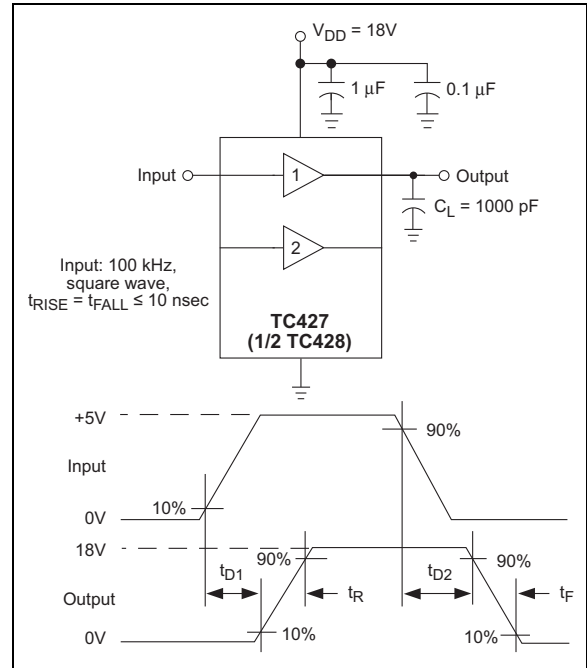 V_DD = 18V
1 μF
0.1 μF
Input
1
Output
C_L = 1000 pF
2
Input: 100 kHz,
square wave,
t_RISE = t_FALL ≤ 10 nsec
TC427
(1/2 TC428)
+5V
90%
Input
10%
0V
18V
90%
90%
t_D1
t_R
t_D2
t_F
Output
10%
10%
0V